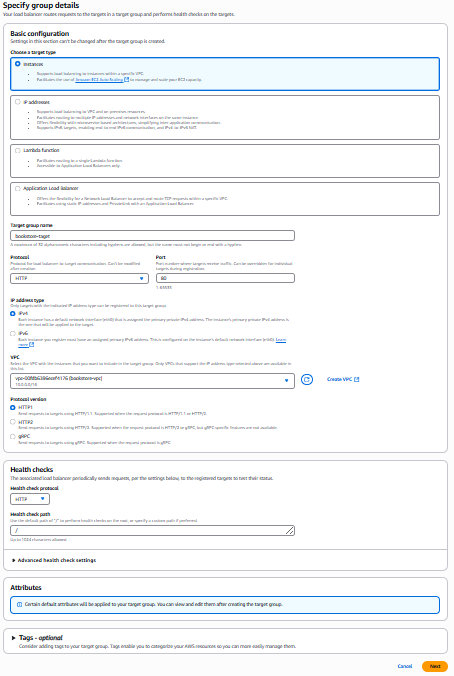 Specify group details
Your load balancer routes requests to the targets in a target group and performs health checks on the targets.
Basic configuration
Settings in this section can't be changed after the target group is created.
Choose a target type
Instances
Supports load balancing to instances within a specific VPC.
Facilitates the use of Amazon EC2 Auto Scaling to manage and scale your EC2 capacity.
IP addresses
Supports load balancing to VPC and on-premises resources.
Facilitates routing to multiple IP addresses and network interfaces on the same instance.
Offers flexibility with microservice based architectures, simplifying inter-application communication.
Supports IPv6 targets, enabling end-to-end IPv6 communication, and IPv4-to-IPv6 NAT.
Lambda function
Facilitates routing to a single Lambda function.
Accessible to Application Load Balancers only.
Application Load Balancer
Offers the flexibility for a Network Load Balancer to accept and route TCP requests within a specific VPC.
Facilitates using static IP addresses and PrivateLink with an Application Load Balancer.
Target group name
bookstore-taget
A maximum of 32 alphanumeric characters including hyphens are allowed, but the name must not begin or end with a hyphen.
Protocol
Protocol for load balancer to target communication. Can't be modified after creation.
HTTP
Port
Port number where targets receive traffic. Can be overridden for individual targets during registration.
80
1-65535
IP address type
Only targets with the indicated IP address type can be registered to this target group.
IPv4
Each instance has a default network interface (eth0) that is assigned the primary private IPv4 address. The instance's primary private IPv4 address is the one that will be applied to the target.
IPv6
Each instance you register must have an assigned primary IPv6 address. This is configured on the instance's default network interface (eth0). Learn more
VPC
Select the VPC with the instances that you want to include in the target group. Only VPCs that support the IP address type selected above are available in this list.
(bookstore-vpc)
10.0.0.0/16
Create VPC
Protocol version
HTTP1
Send requests to targets using HTTP/1.1. Supported when the request protocol is HTTP/1.1 or HTTP/2.
HTTP2
Send requests to targets using HTTP/2. Supported when the request protocol is HTTP/2 or gRPC, but gRPC-specific features are not available.
gRPC
Send requests to targets using gRPC. Supported when the request protocol is gRPC.
Health checks
The associated load balancer periodically sends requests, per the settings below, to the registered targets to test their status.
Health check protocol
HTTP
Health check path
Use the default path of "/" to perform health checks on the root, or specify a custom path if preferred.
/
Up to 1024 characters allowed.
Advanced health check settings
Attributes
Certain default attributes will be applied to your target group. You can view and edit them after creating the target group.
Tags - optional
Consider adding tags to your target group. Tags enable you to categorize your AWS resources so you can more easily manage them.
Cancel
Next